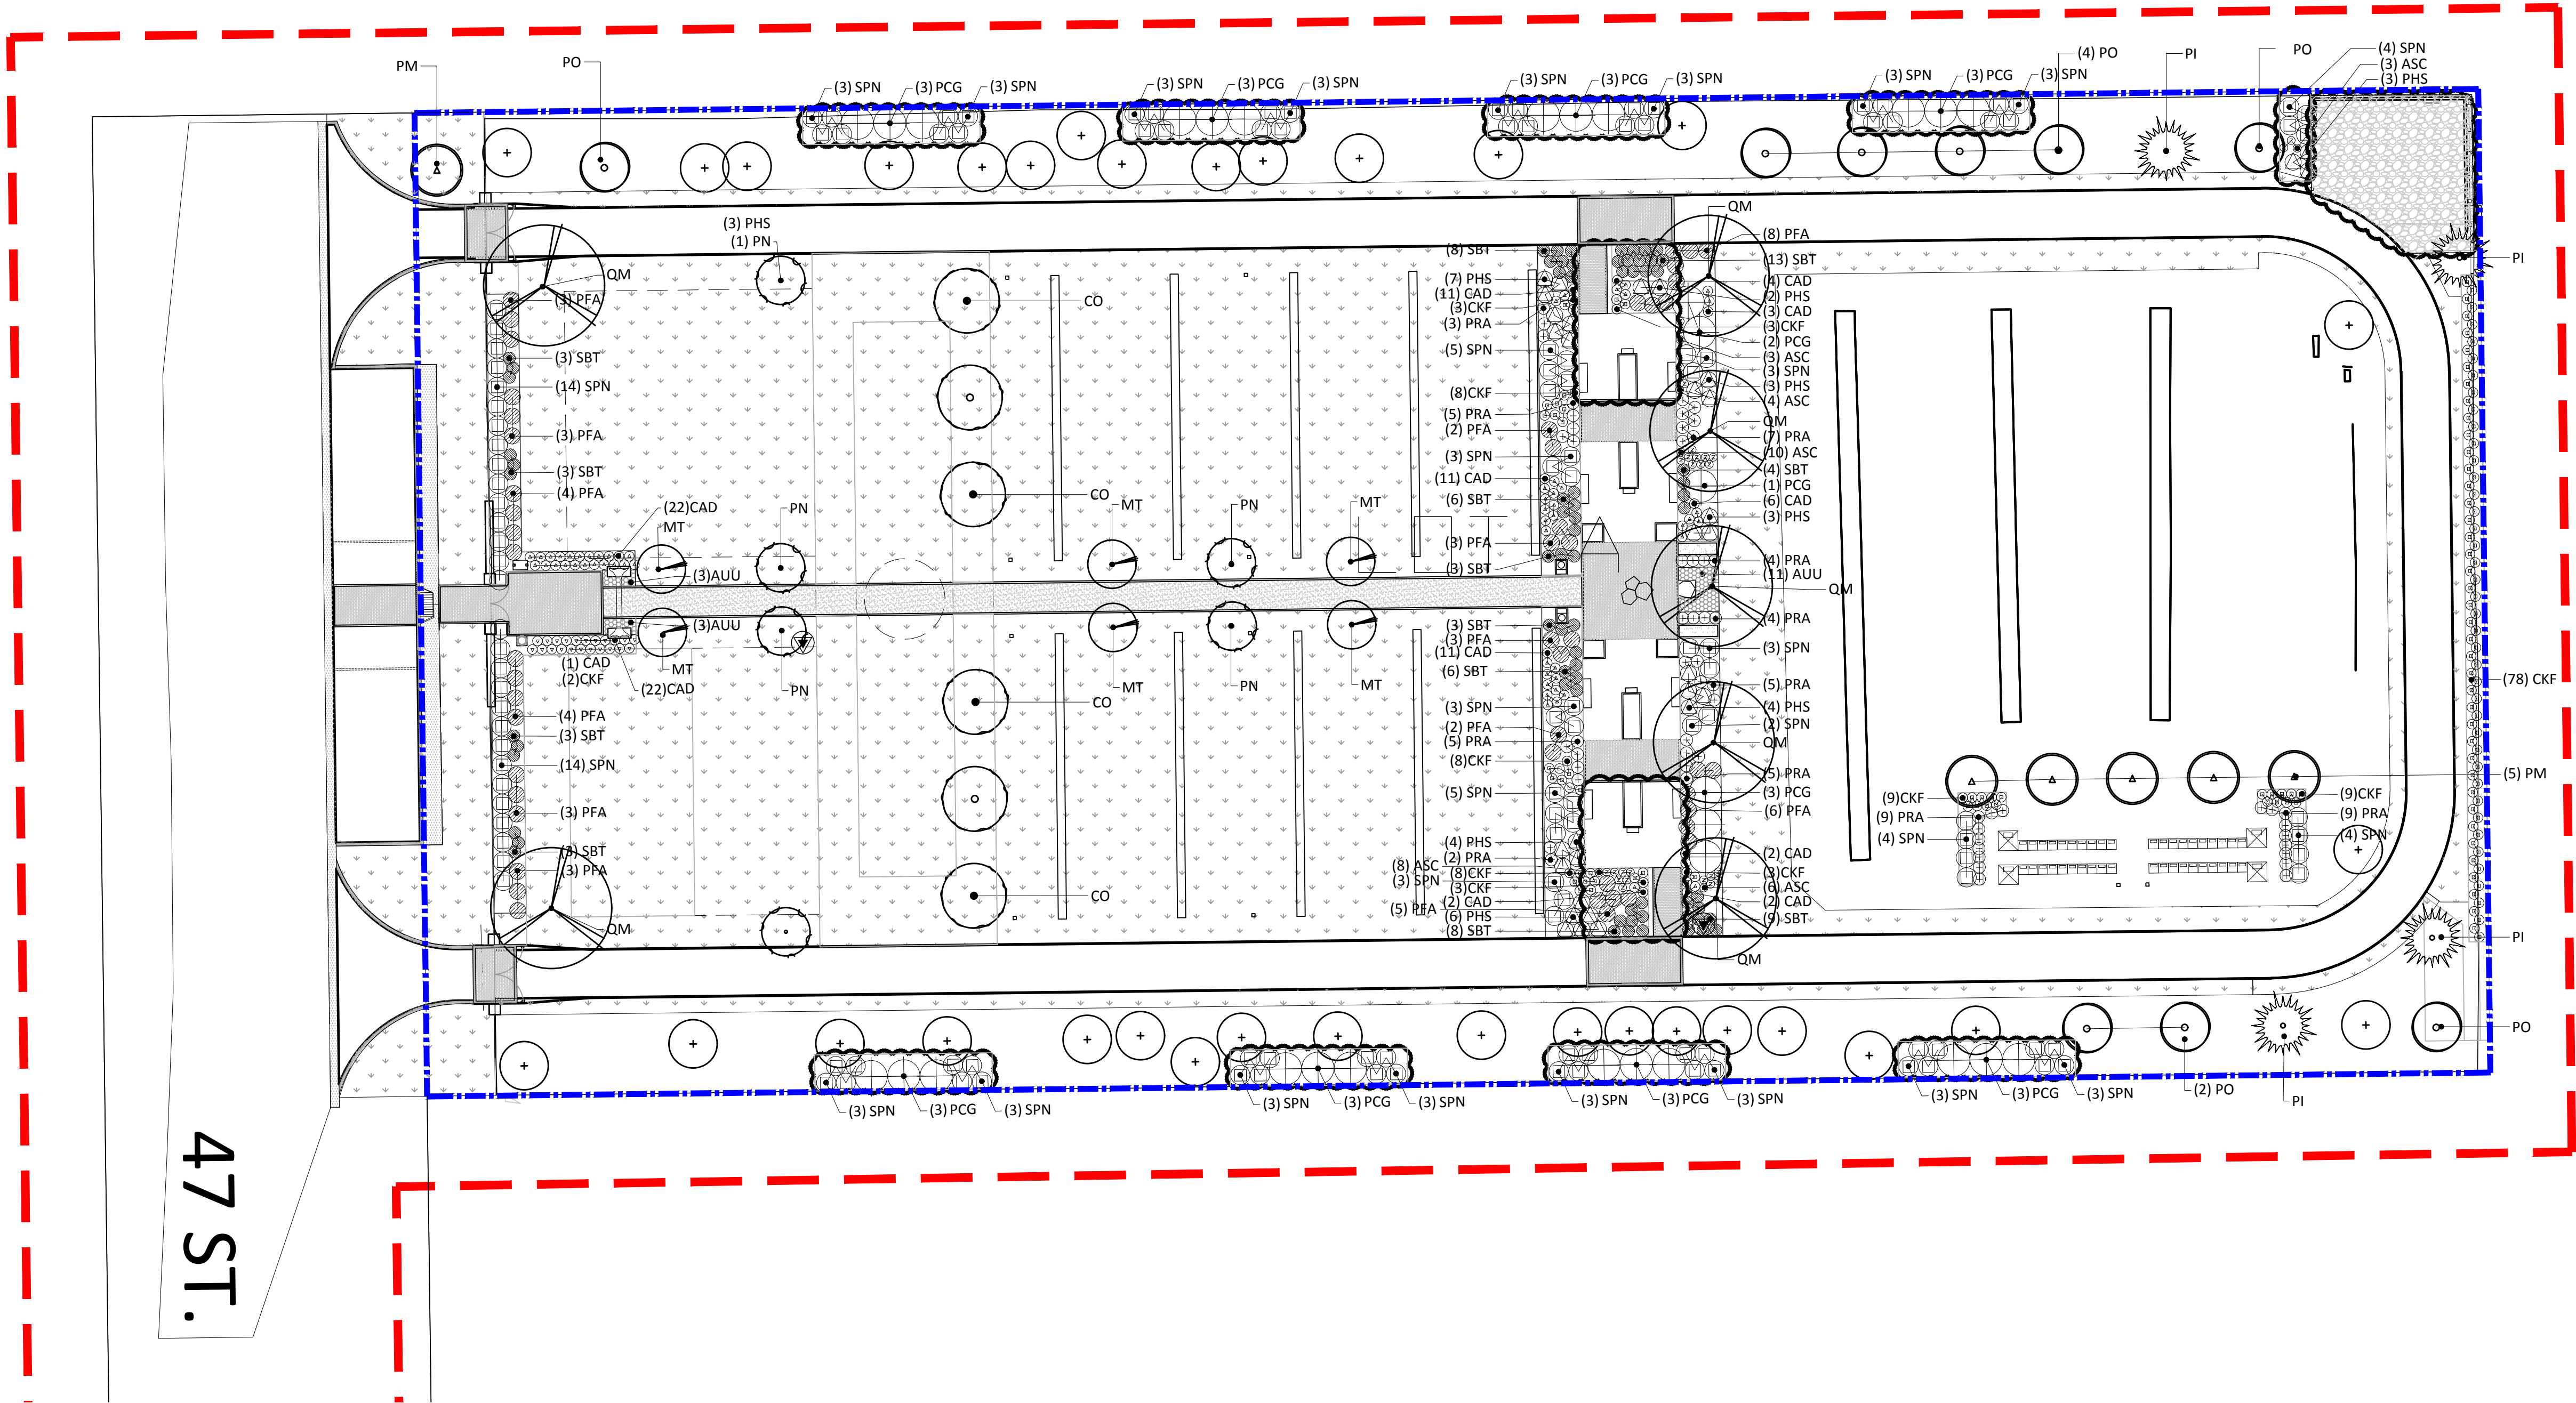 PM
PO
(3) SPN
(3) PCG
(3) SPN
(3) SPN
(3) PCG
(3) SPN
(3) SPN
(3) PCG
(3) SPN
(3) SPN
(3) PCG
(3) SPN
(4) PO
PI
PO
(4) SPN
(3) ASC
(3) PHS
PI
(3) PHS
(1) PN
QM
(3) PFA
(3) SBT
(14) SPN
(3) PFA
(3) SBT
(4) PFA
(22)CAD
MT
PN
(3)AUU
(3)AUU
MT
PN
(1) CAD
(2)CKF
(22)CAD
(4) PFA
(3) SBT
(14) SPN
(3) PFA
(3) SBT
(3) PFA
QM
CO
CO
MT
PN
MT
MT
PN
MT
CO
CO
(8) SBT
(7) PHS
(11) CAD
(3)CKF
(3) PRA
(5) SPN
(8)CKF
(5) PRA
(2) PFA
(3) SPN
(11) CAD
(6) SBT
(3) PFA
(3) SBT
(3) SBT
(3) PFA
(11) CAD
(6) SBT
(3) SPN
(2) PFA
(5) PRA
(8)CKF
(5) SPN
(4) PHS
(2) PRA
(8) ASC
(8)CKF
(3) SPN
(3)CKF
(2) CAD
(5) PFA
(6) PHS
(8) SBT
QM
(8) PFA
(13) SBT
(4) CAD
(2) PHS
(3) CAD
(3)CKF
(2) PCG
(3) ASC
(3) SPN
(3) PHS
(4) ASC
QM
(7) PRA
(10) ASC
(4) SBT
(1) PCG
(6) CAD
(3) PHS
(4) PRA
(11) AUU
QM
(4) PRA
(3) SPN
(5) PRA
(4) PHS
(2) SPN
QM
(5) PRA
(3) PCG
(6) PFA
(2) CAD
(3)CKF
(6) ASC
(2) CAD
(9) SBT
QM
(78) CKF
(5) PM
(9)CKF
(9) PRA
(4) SPN
(9)CKF
(9) PRA
(4) SPN
PI
PO
(3) SPN
(3) PCG
(3) SPN
(3) SPN
(3) PCG
(3) SPN
(3) SPN
(3) PCG
(3) SPN
(3) SPN
(3) PCG
(3) SPN
(2) PO
PI
47 ST.